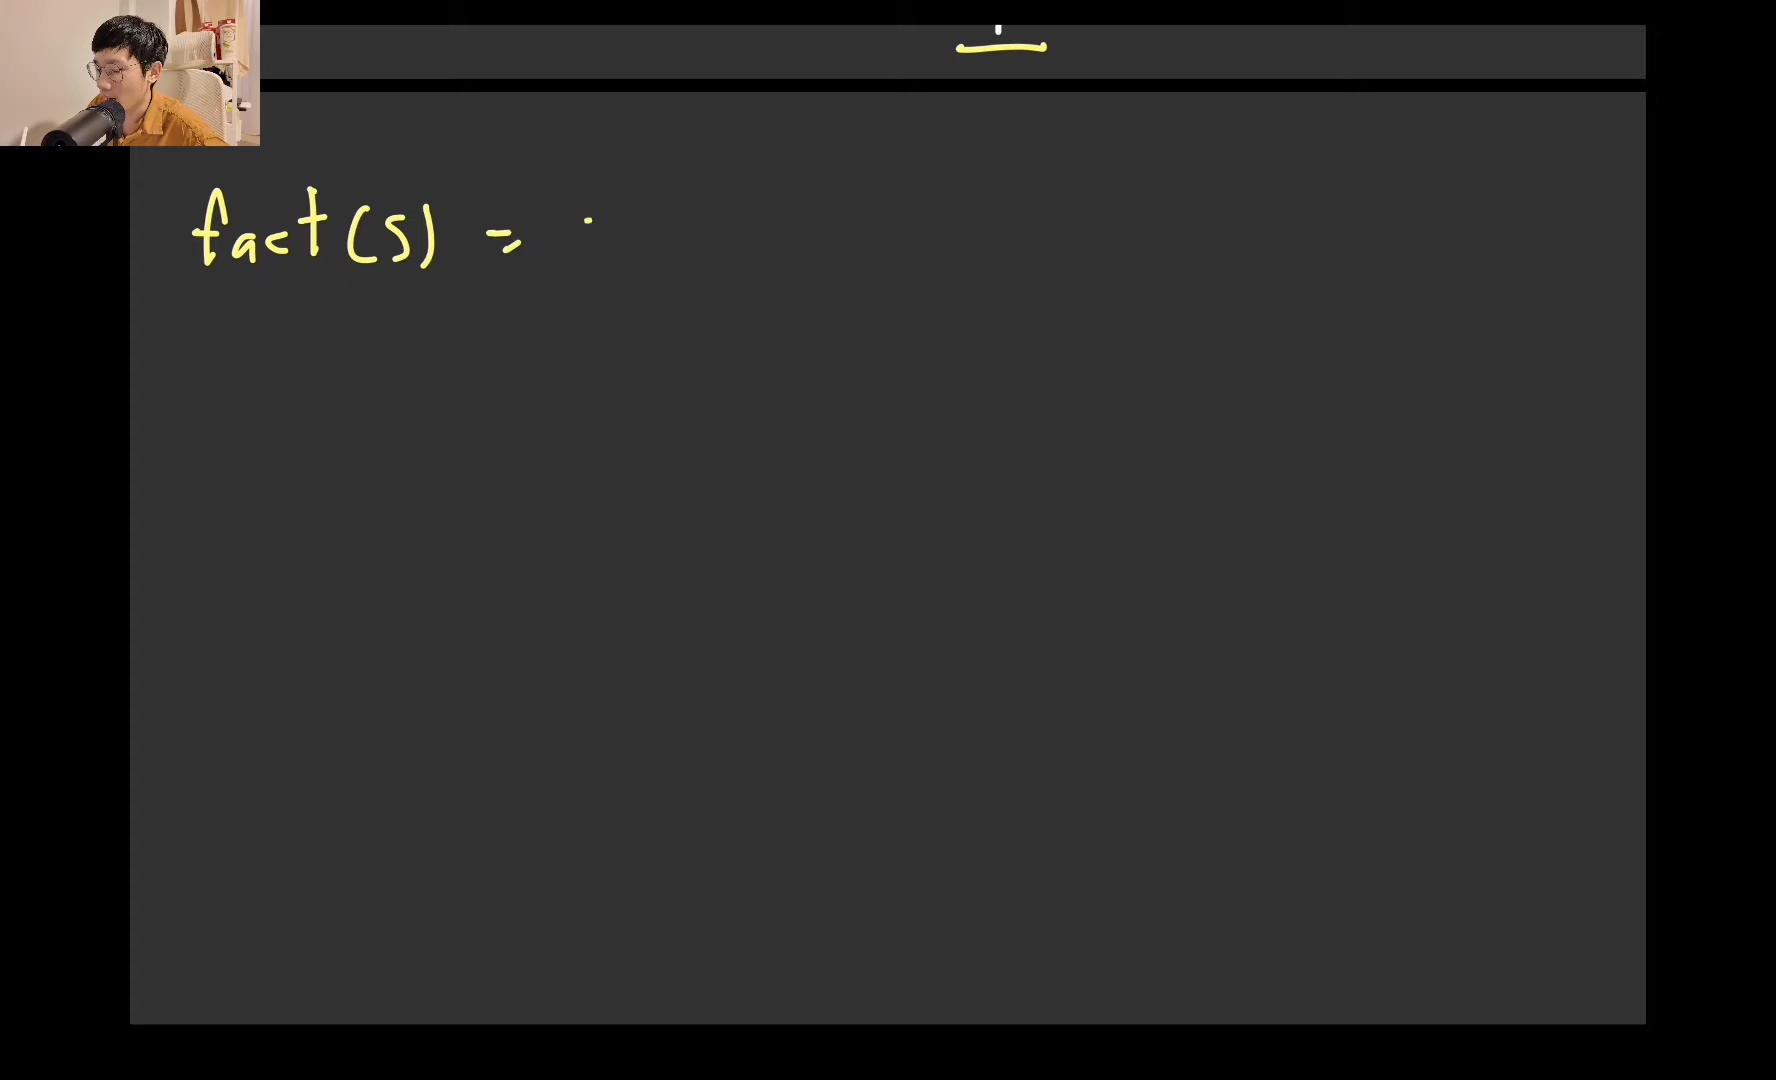 fact(5) =